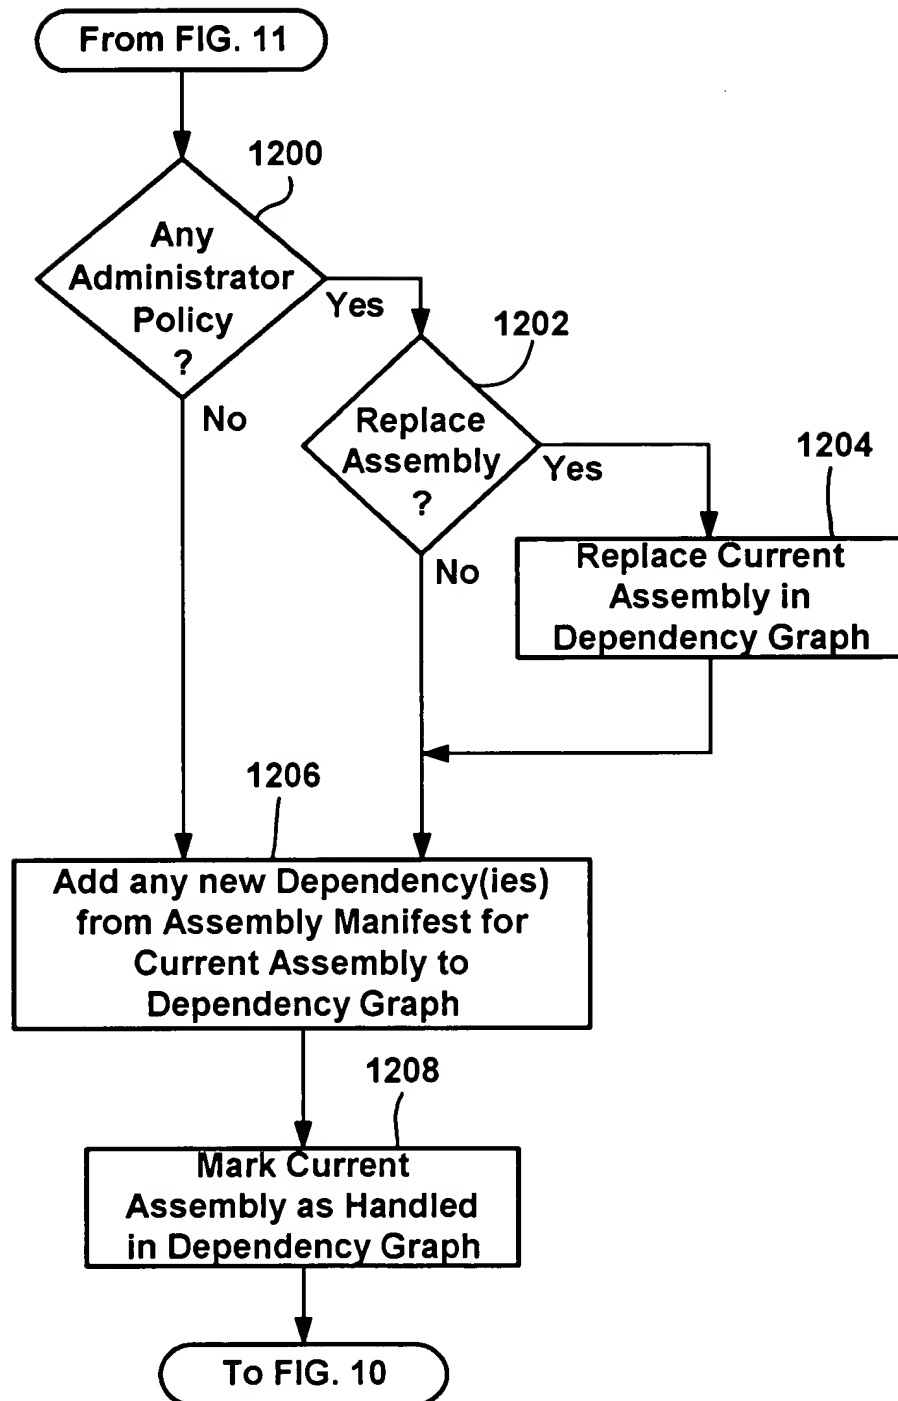 From FIG. 11
1200
Any
Administrator
Policy
?
Yes
No
1202
Replace
Assembly
?
Yes
No
1204
Replace Current
Assembly in
Dependency Graph
1206
Add any new Dependency(ies)
from Assembly Manifest for
Current Assembly to
Dependency Graph
1208
Mark Current
Assembly as Handled
in Dependency Graph
To FIG. 10